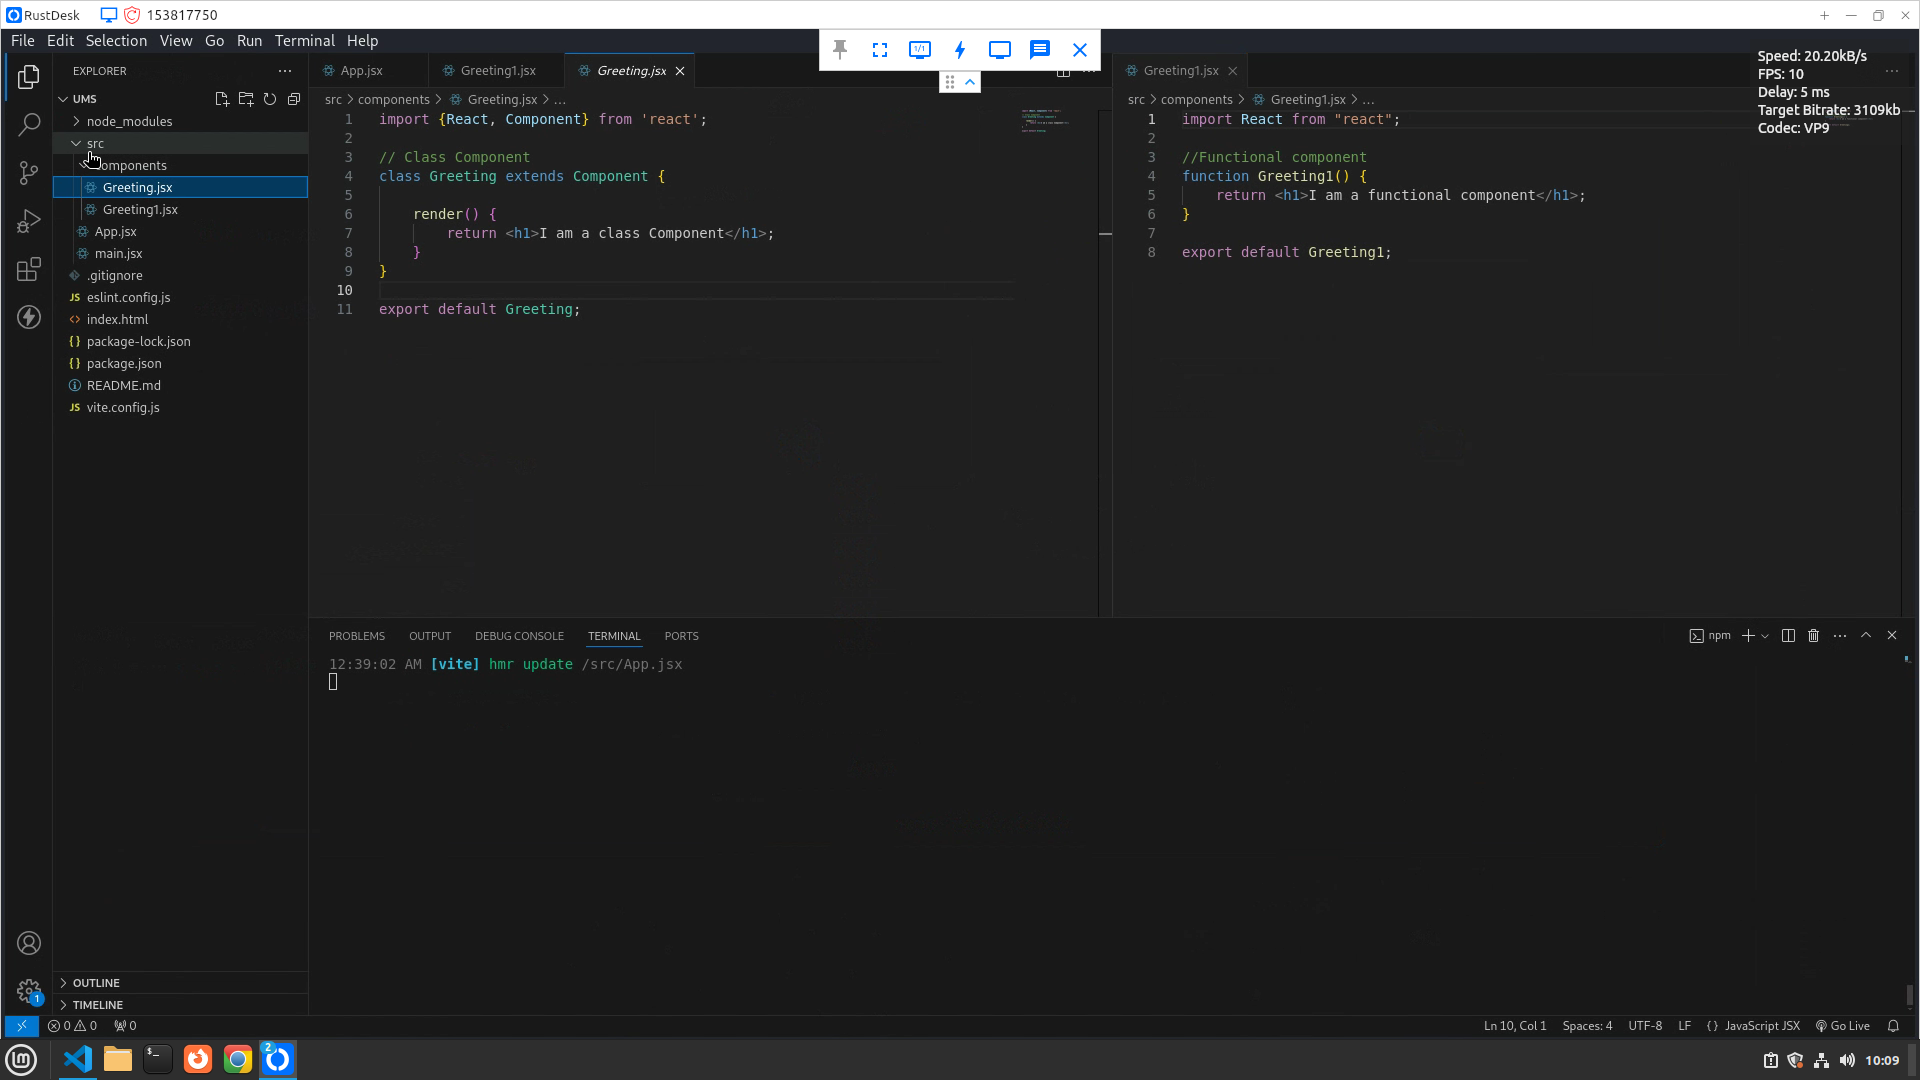 RustDesk 153817750
File Edit Selection View Go Run Terminal Help
EXPLORER
UMS
node_modules
src
components
Greeting.jsx
Greeting1.jsx
App.jsx
main.jsx
.gitignore
JS eslint.config.js
<> index.html
{} package-lock.json
{} package.json
README.md
JS vite.config.js
OUTLINE
TIMELINE
App.jsx Greeting1.jsx Greeting.jsx
src > components > Greeting.jsx > ...
1 import {React, Component} from 'react';
2
3 // Class Component
4 class Greeting extends Component {
5
6 render() {
7 return <h1>I am a class Component</h1>;
8 }
9 }
10
11 export default Greeting;
1/1
Greeting1.jsx
src > components > Greeting1.jsx > ...
1 import React from "react";
2
3 //Functional component
4 function Greeting1() {
5 return <h1>I am a functional component</h1>;
6 }
7
8 export default Greeting1;
Speed: 20.20kB/s
FPS: 10
Delay: 5 ms
Target Bitrate: 3109kb
Codec: VP9
PROBLEMS OUTPUT DEBUG CONSOLE TERMINAL PORTS
npm
12:39:02 AM [vite] hmr update /src/App.jsx
1
0 0 0
Ln 10, Col 1 Spaces: 4 UTF-8 LF {} JavaScript JSX Go Live
2
10:09